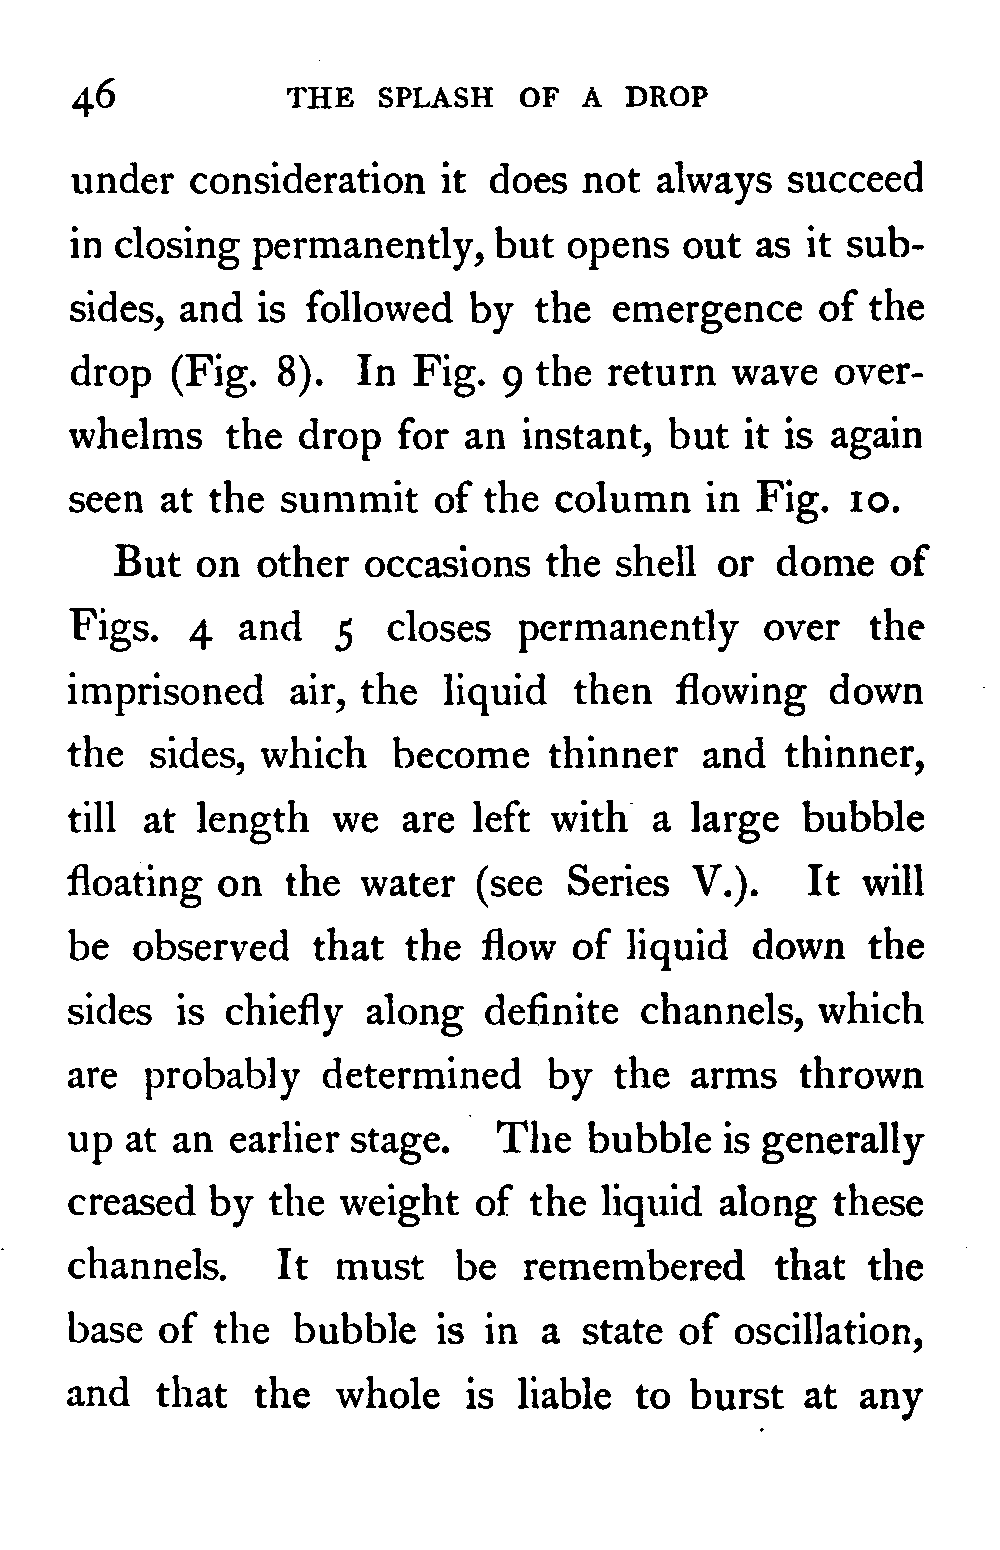 46 THE SPLASH OF A DROP
under consideration it does not always succeed
in closing permanently, but opens out as it sub-
sides, and is followed by the emergence of the
drop (Fig. 8). In Fig. 9 the return wave over-
whelms the drop for an instant, but it is again
seen at the summit of the column in Fig. 10.
But on other occasions the shell or dome of
Figs. 4 and 5 closes permanently over the
imprisoned air, the liquid then flowing down
the sides, which become thinner and thinner,
till at length we are left with a large bubble
floating on the water (see Series V.). It will
be observed that the flow of liquid down the
sides is chiefly along definite channels, which
are probably determined by the arms thrown
up at an earlier stage. The bubble is generally
creased by the weight of the liquid along these
channels. It must be remembered that the
base of the bubble is in a state of oscillation,
and that the whole is liable to burst at any